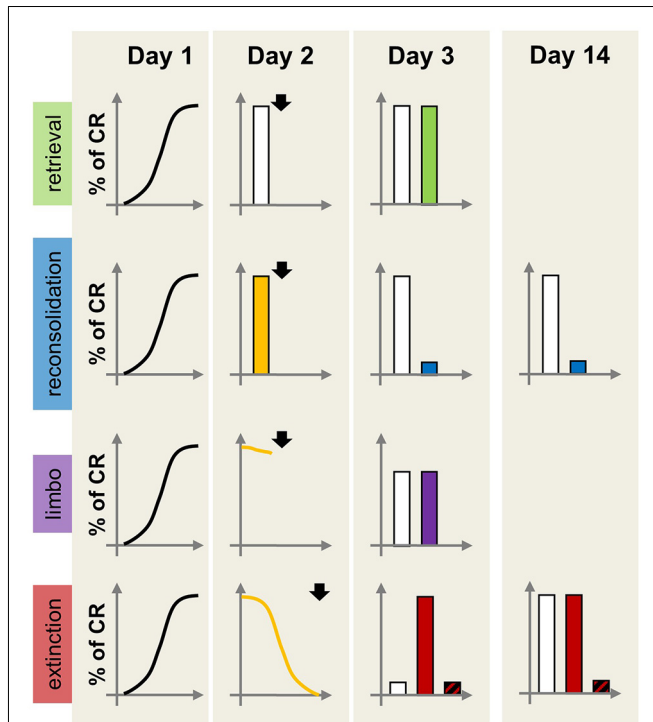 Day 1
Day 2
Day 3
Day 14
retrieval
% of CR
reconsolidation
% of CR
limbo
% of CR
extinction
% of CR